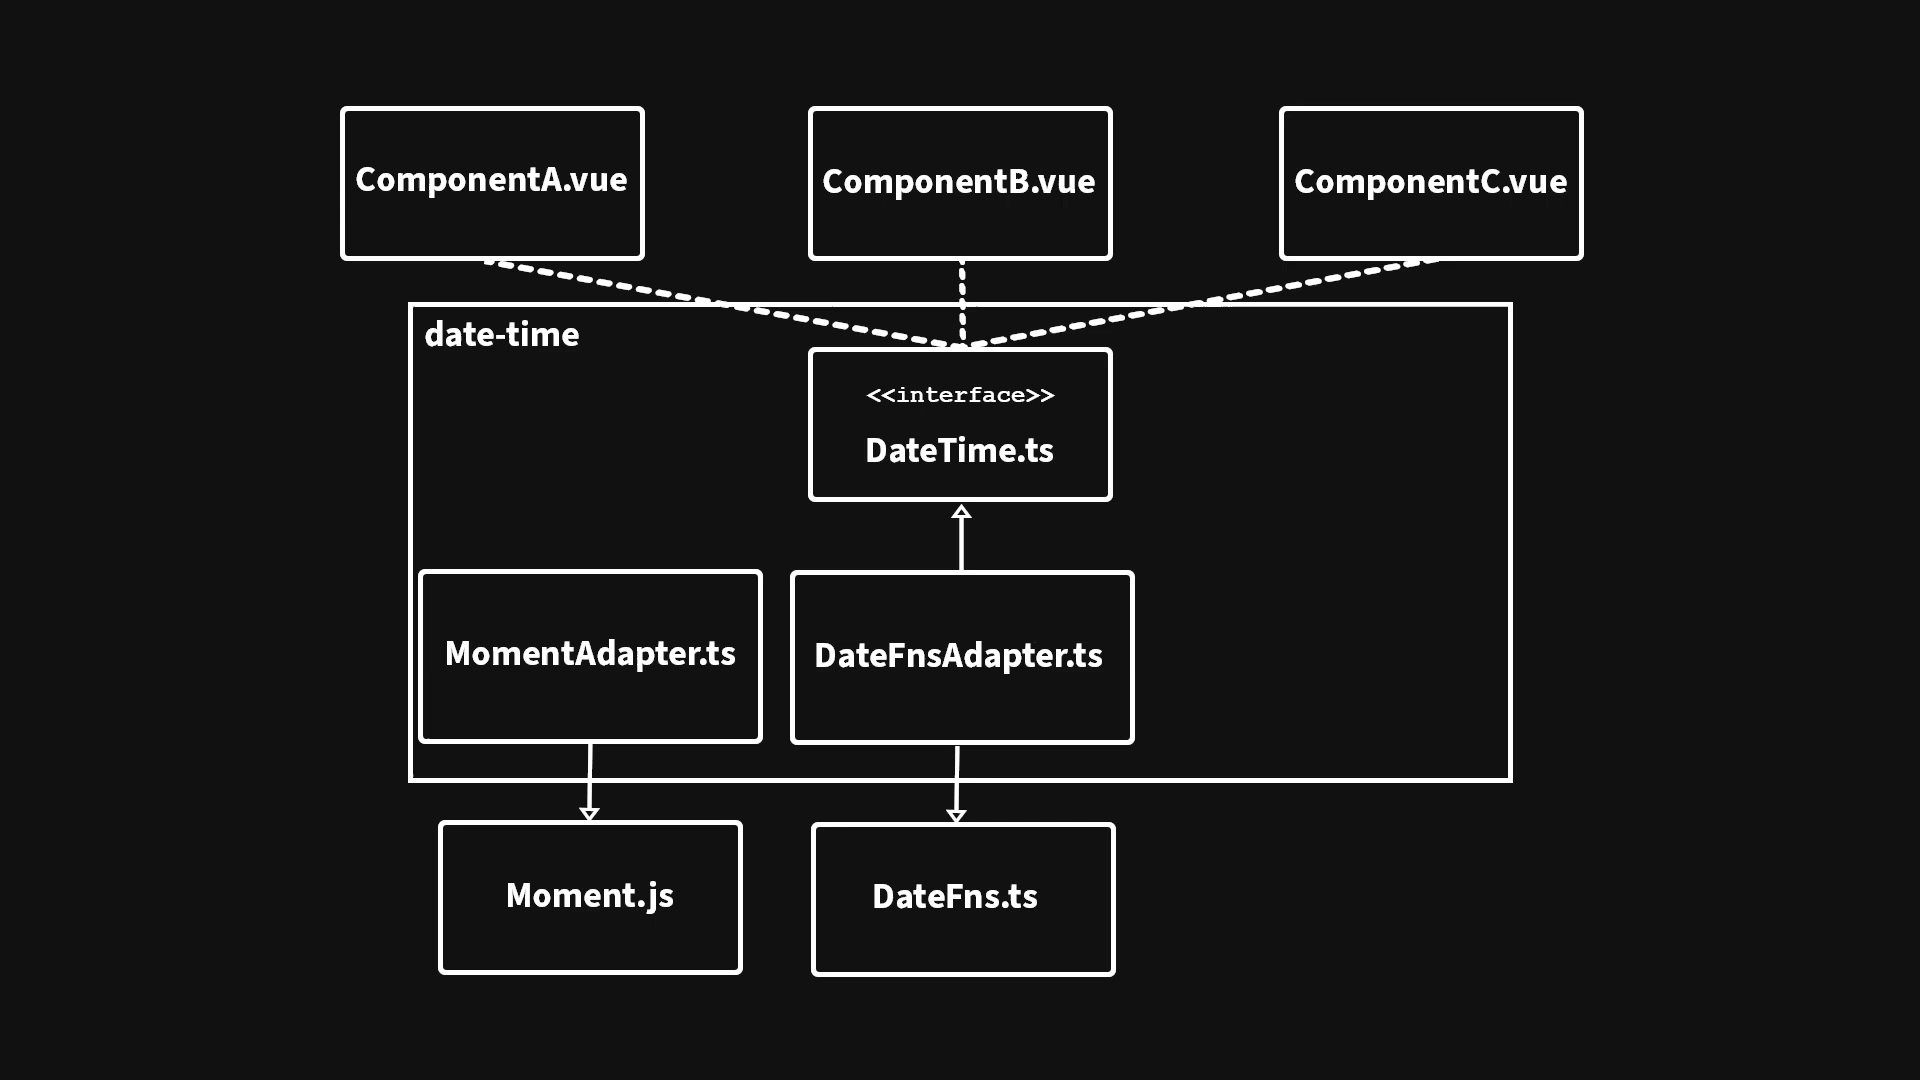 ComponentA.vue
ComponentB.vue
ComponentC.vue
date-time
<<interface>>
DateTime.ts
MomentAdapter.ts
DateFnsAdapter.ts
Moment.js
DateFns.ts